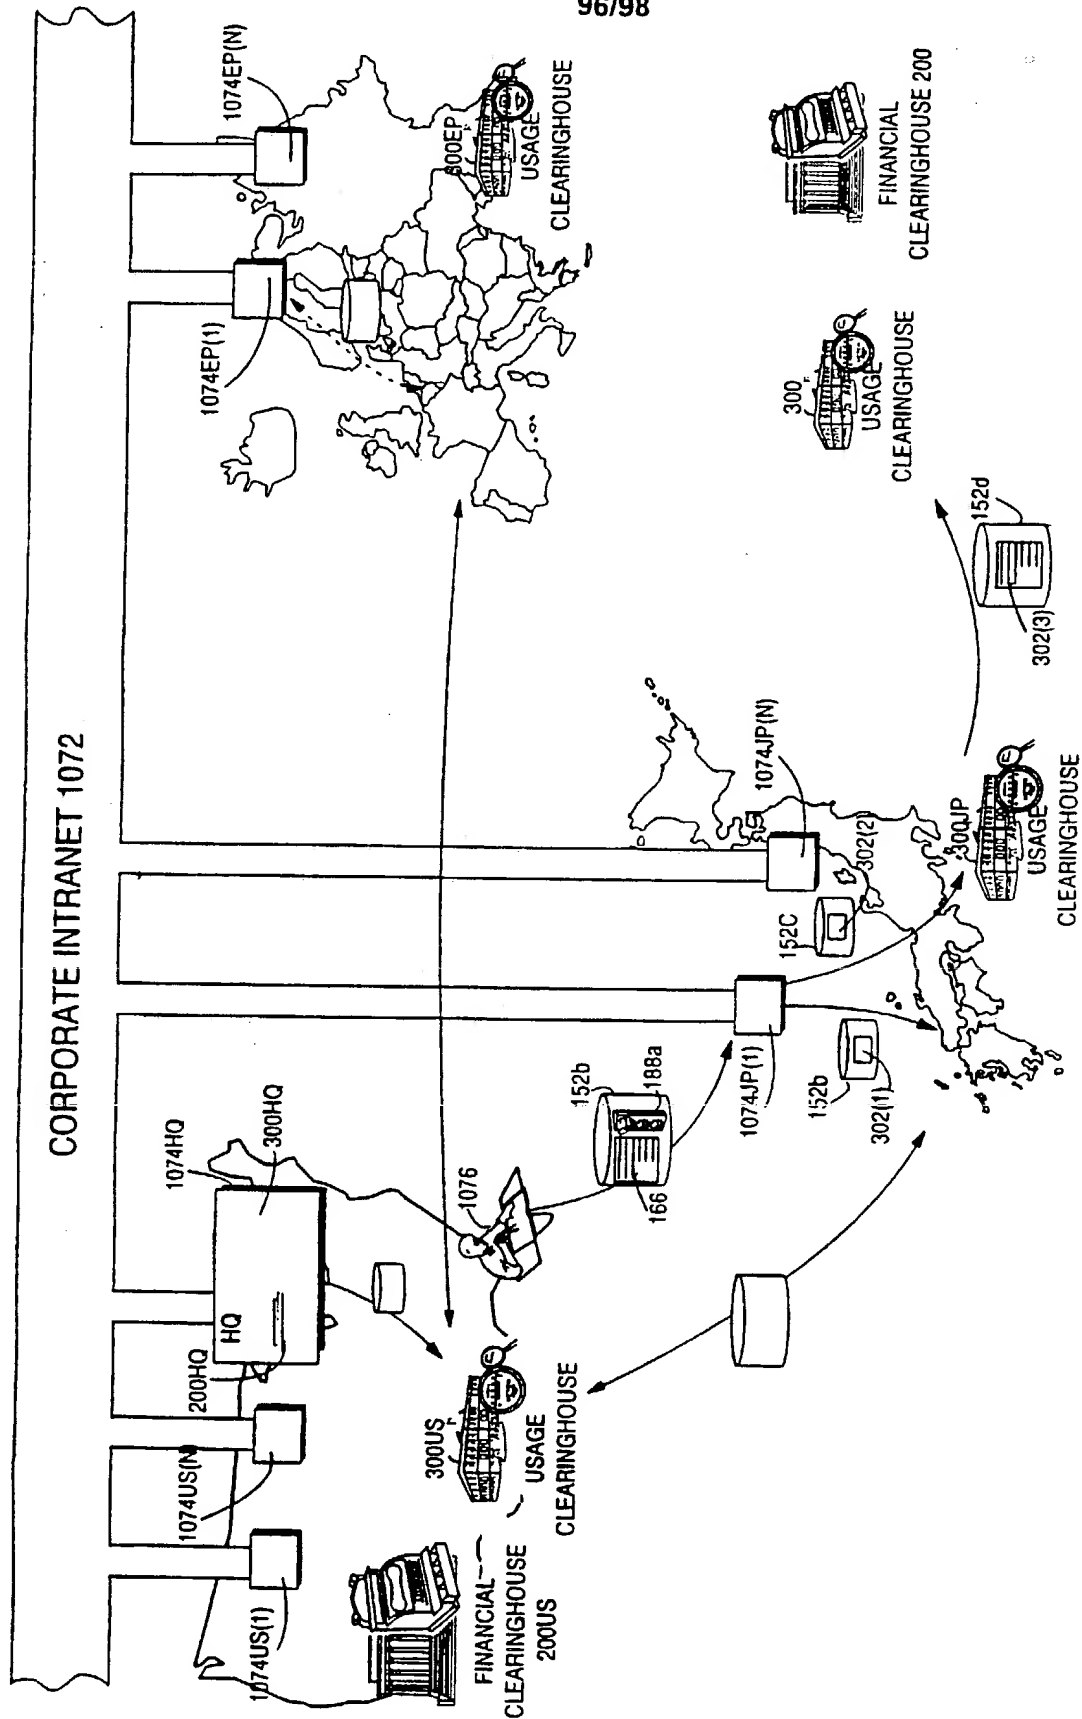 96/98
CORPORATE INTRANET 1072
1074US(1)
1074US(N)
200HQ
HQ
1074HQ
300HQ
1074EP(1)
1074EP(N)
FINANCIAL
CLEARINGHOUSE
200US
300US
USAGE
CLEARINGHOUSE
1076
152b
188a
166
1074JP(1)
152b
302(1)
152C
302(2)
1074JP(N)
300JP
USAGE
CLEARINGHOUSE
302(3)
152d
300EP
USAGE
CLEARINGHOUSE
300
USAGE
CLEARINGHOUSE
FINANCIAL
CLEARINGHOUSE 200